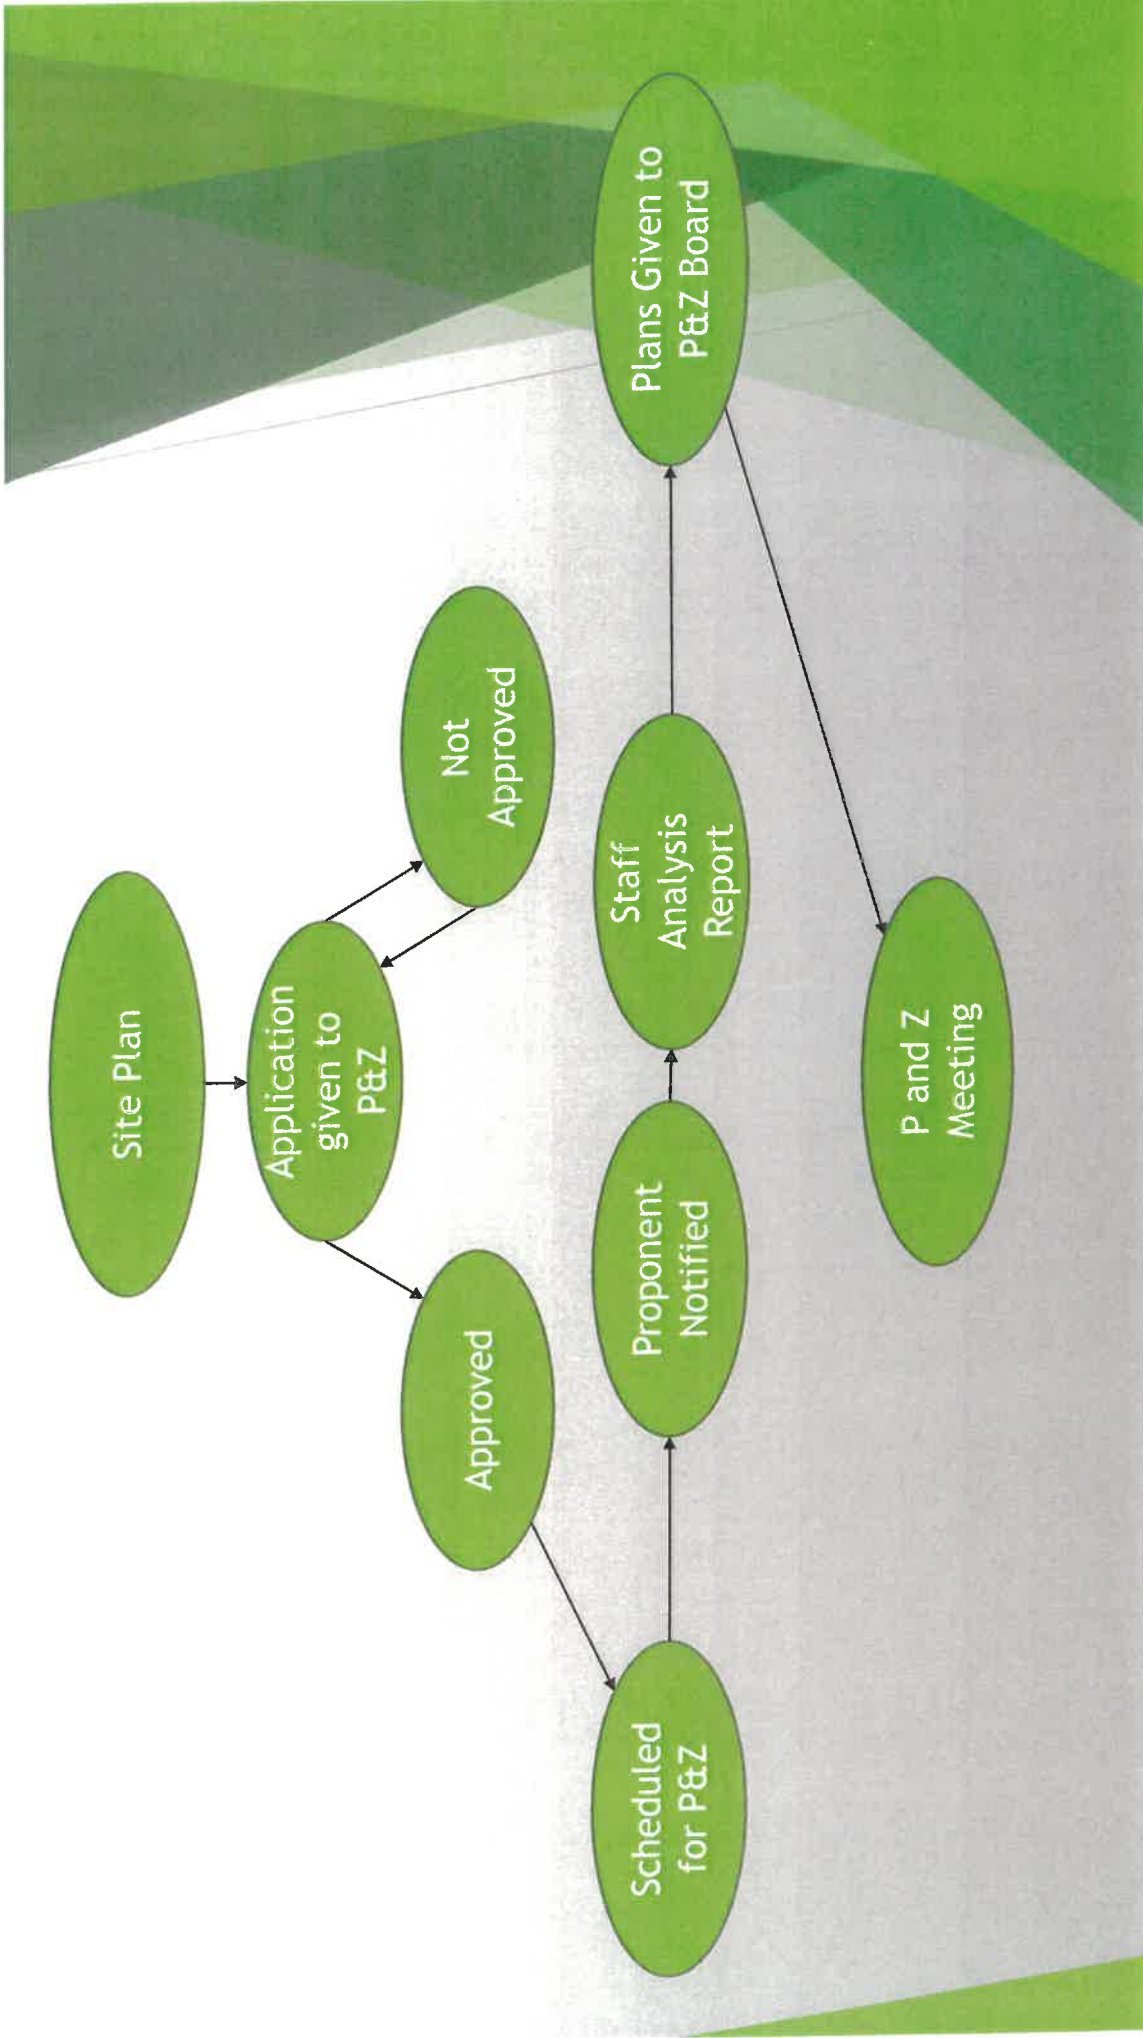 Site Plan
Application
given to
P&Z
Approved
Not
Approved
Scheduled
for P&Z
Proponent
Notified
Staff
Analysis
Report
Plans Given to
P&Z Board
P and Z
Meeting